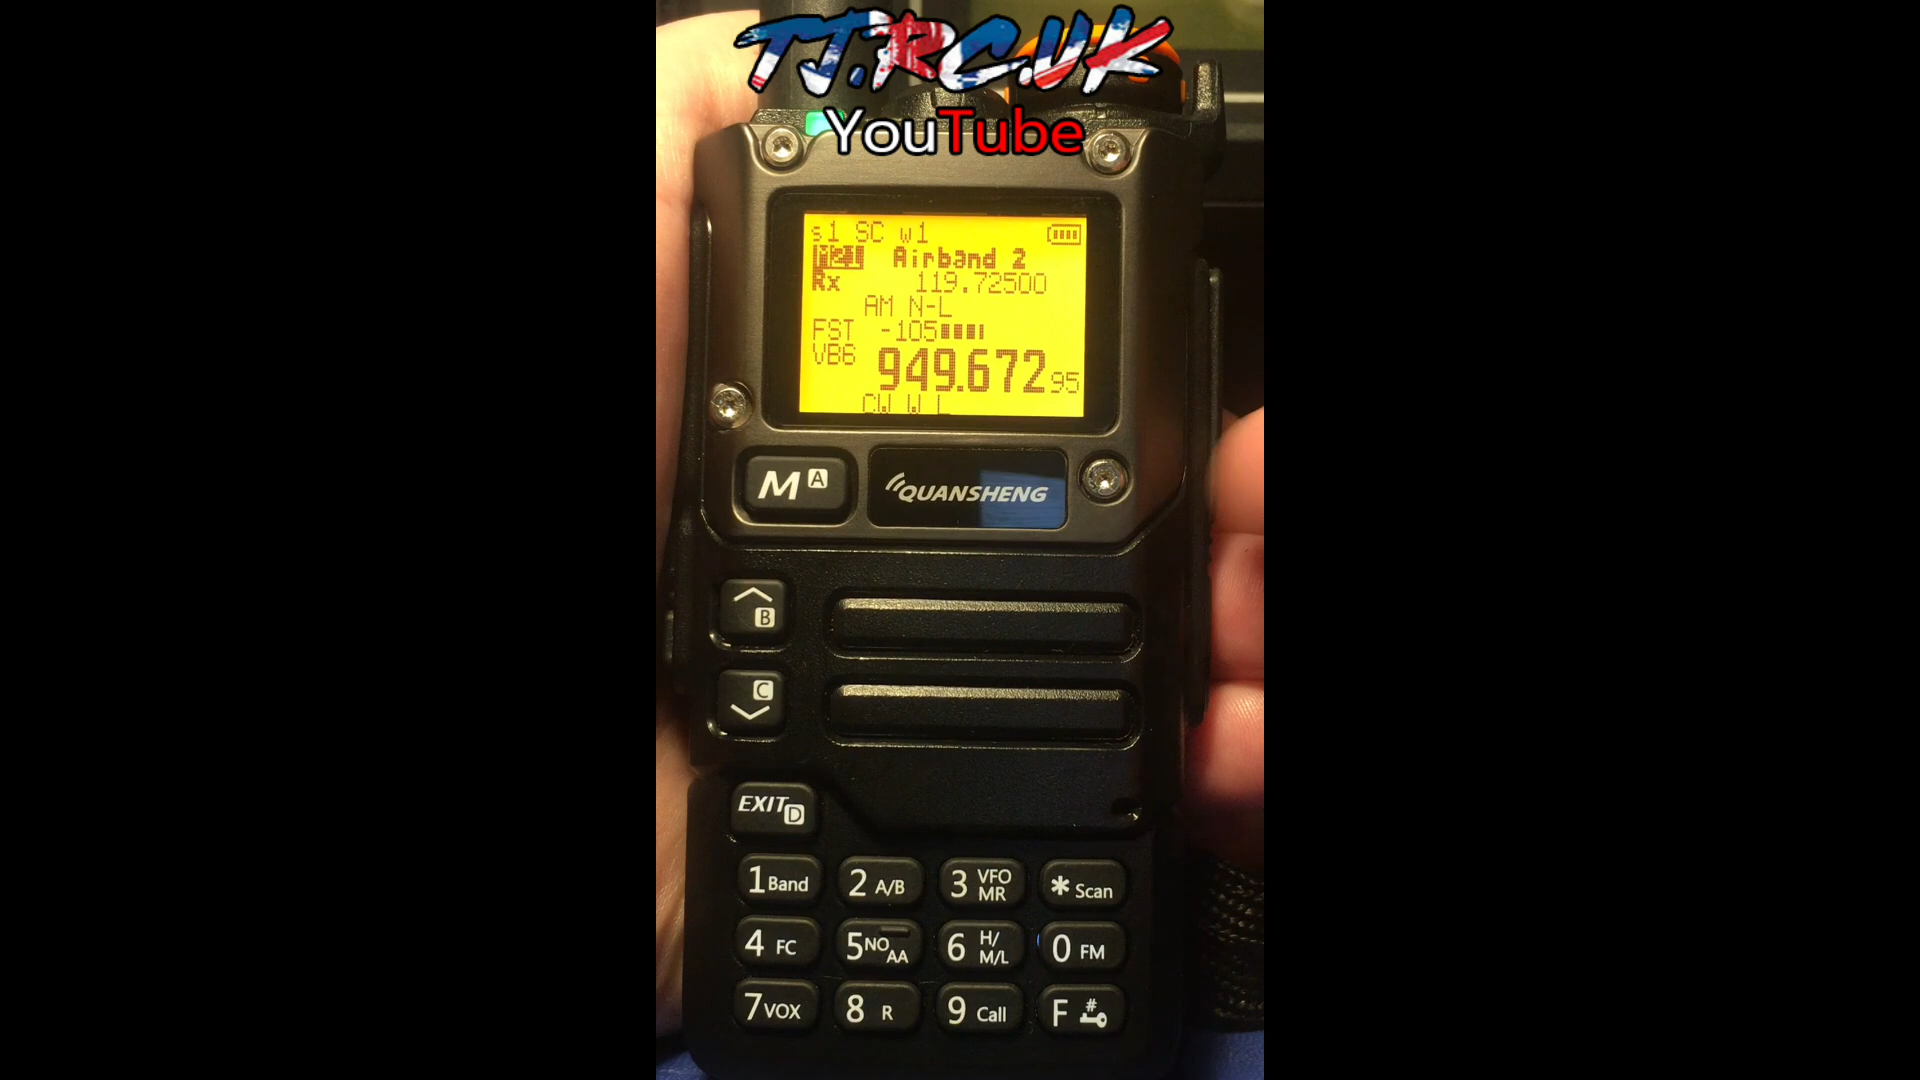 TJ.RC.UK
YouTube
s1 SC w1
Airband 2
Rx 119.72500
AM N-L
FST -105
VB6
949.672 95
CW W L
M A
QUANSHENG
B
C
EXIT D
1 Band 2 A/B 3 VFO MR * Scan
4 FC 5 NOAA 6 H/M/L 0 FM
7 VOX 8 R 9 Call F #